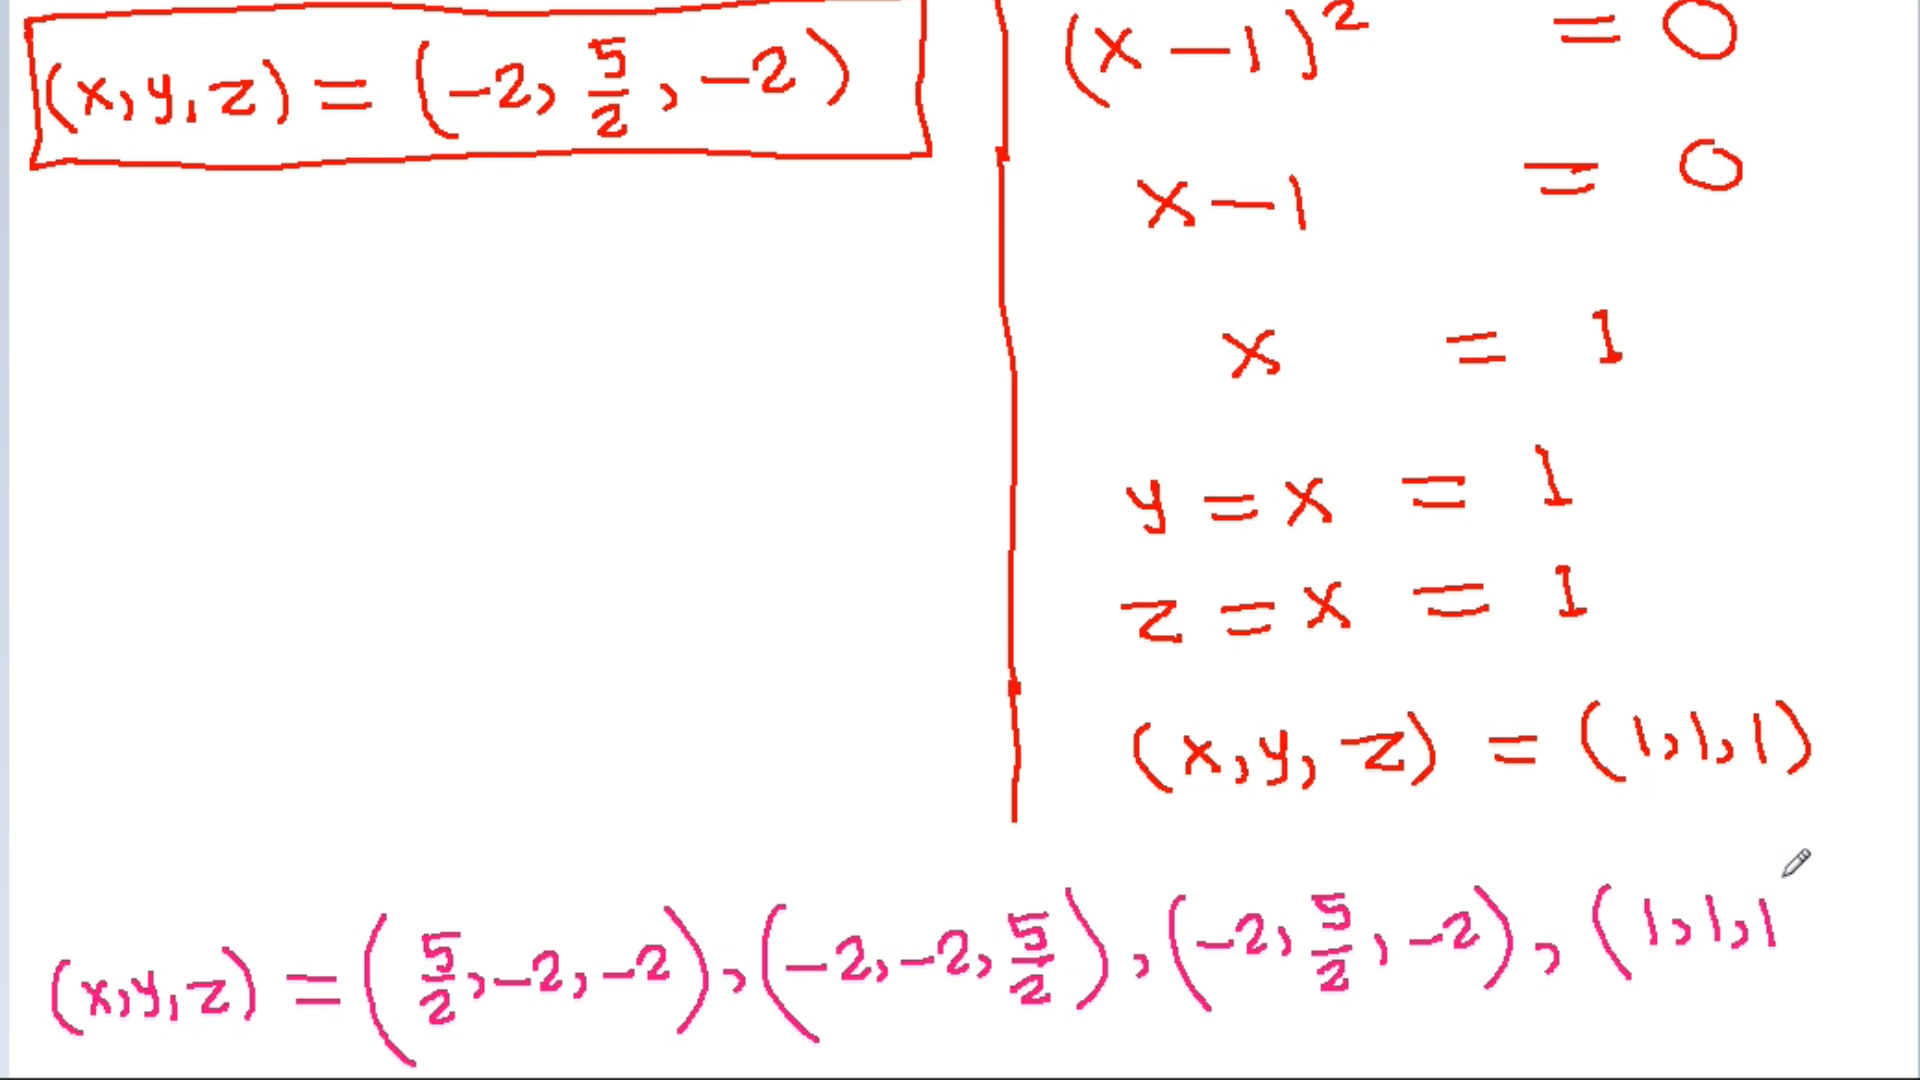 (x,y,z) = (-2, 5/2, -2)
(x-1)² = 0
x-1 = 0
x = 1
y = x = 1
z = x = 1
(x,y,z) = (1,1,1)
(x,y,z) = (5/2,-2,-2), (-2,-2,5/2), (-2,5/2,-2), (1,1,1